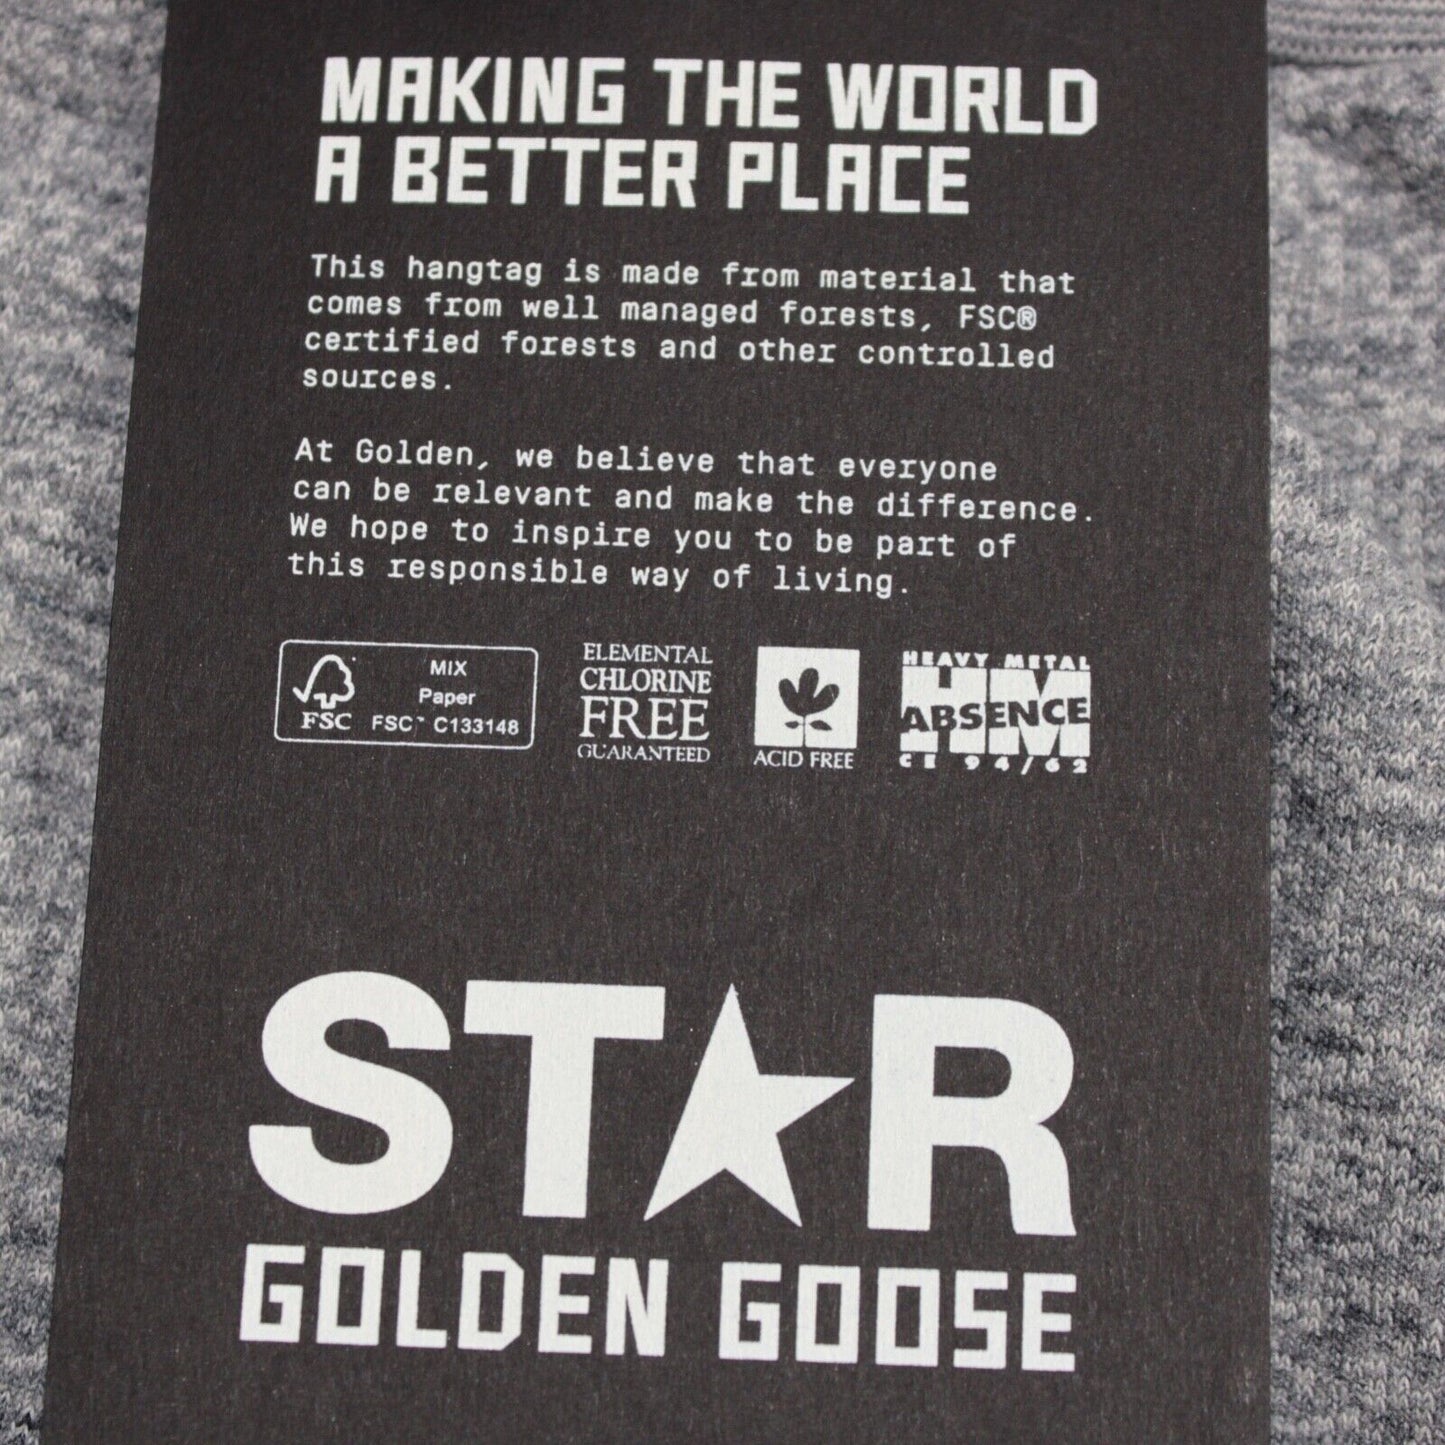 MAKING THE WORLD
A BETTER PLACE
This hangtag is made from material that
comes from well managed forests, FSC®
certified forests and other controlled
sources.
At Golden, we believe that everyone
can be relevant and make the difference.
We hope to inspire you to be part of
this responsible way of living.
FSC
MIX
Paper
FSC™ C133148
ELEMENTAL
CHLORINE
FREE
GUARANTEED
ACID FREE
HEAVY METAL
HM
ABSENCE
CE 94/62
STAR
GOLDEN GOOSE